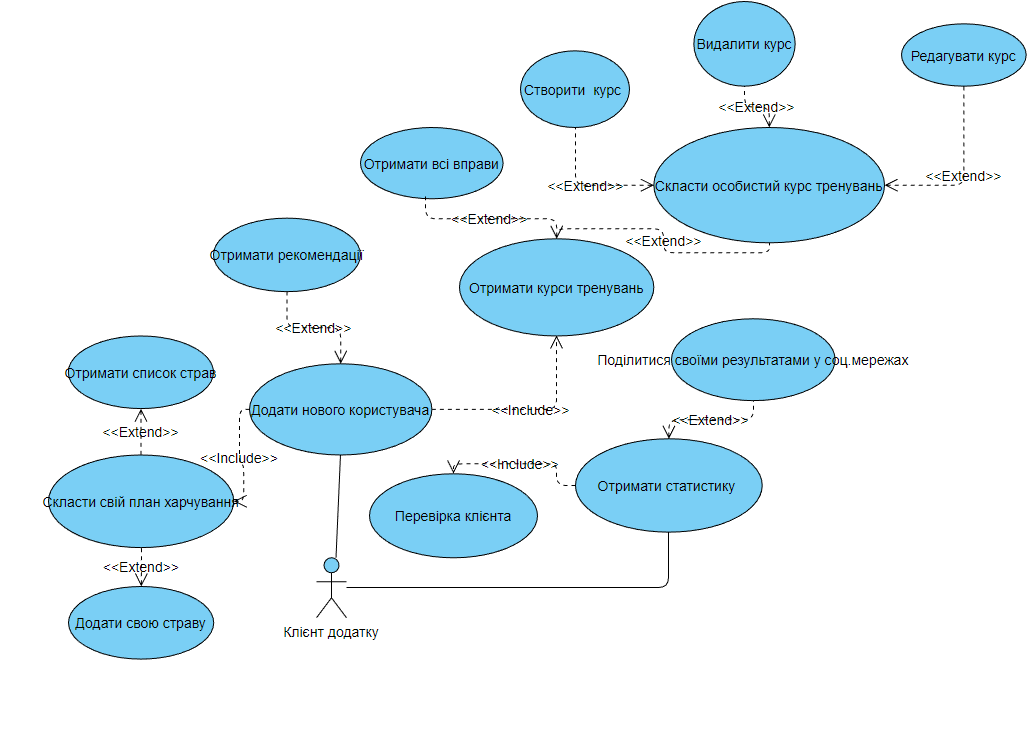 Видалити курс
Редагувати курс
Створити курс
<<Extend>>
Отримати всі вправи
<<Extend>>
<<Extend>>
Скласти особистий курс тренувань
<<Extend>>
<<Extend>>
Отримати рекомендації
Отримати курси тренувань
<<Extend>>
Поділитися своїми результатами у соц.мережах
Отримати список страв
Додати нового користувача
<<Include>>
<<Extend>>
<<Extend>>
<<Include>>
<<Include>>
Отримати статистику
Скласти свій план харчування
Перевірка клієнта
<<Extend>>
Додати свою страву
Клієнт додатку